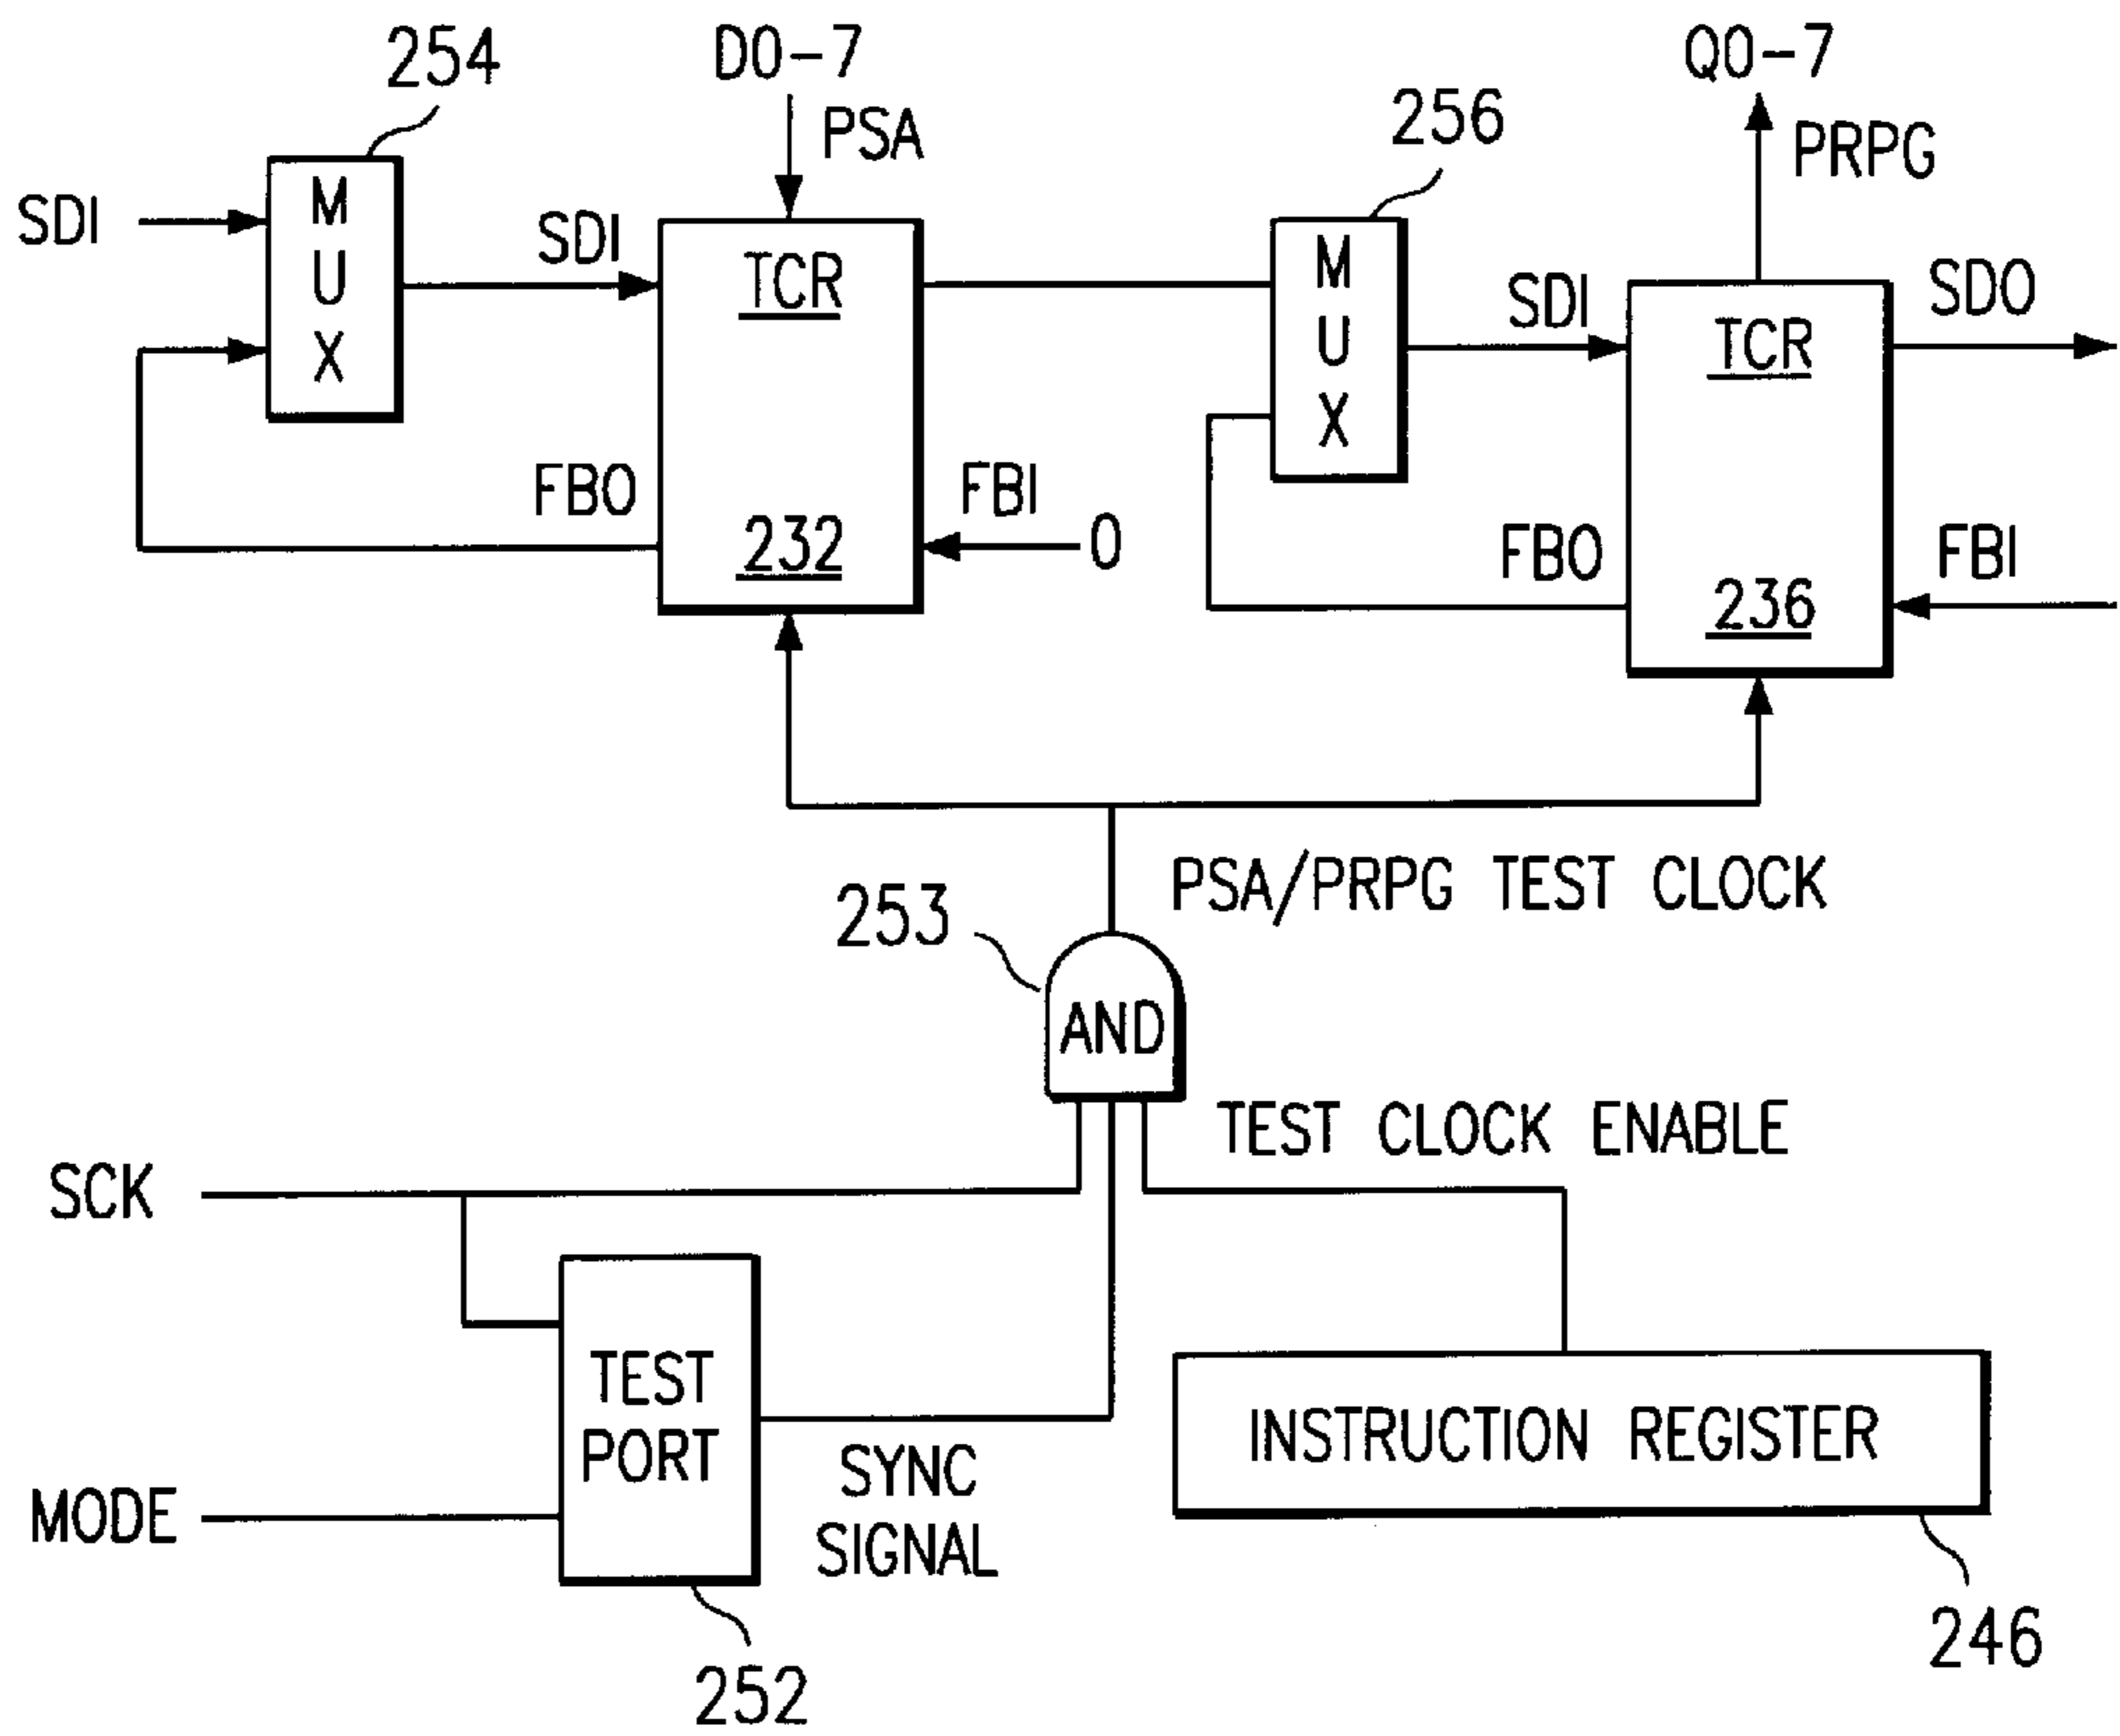 254
D0-7
Q0-7
PSA
256
PRPG
SDI
MUX
SDI
TCR
MUX
SDI
TCR
SDO
FBO
232
FBI
0
FBO
236
FBI
PSA/PRPG TEST CLOCK
253
AND
TEST CLOCK ENABLE
SCK
TEST
PORT
INSTRUCTION REGISTER
SYNC
SIGNAL
MODE
246
252